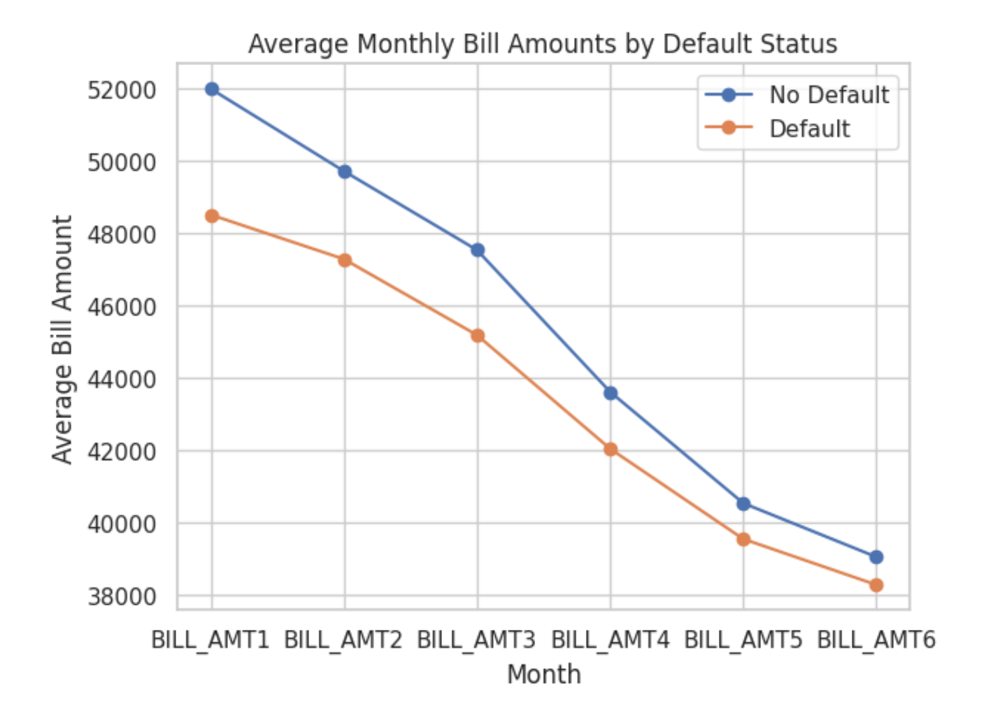 Average Monthly Bill Amounts by Default Status
No Default
Default
52000
50000
48000
46000
44000
42000
40000
38000
Average Bill Amount
BILL_AMT1 BILL_AMT2 BILL_AMT3 BILL_AMT4 BILL_AMT5 BILL_AMT6
Month